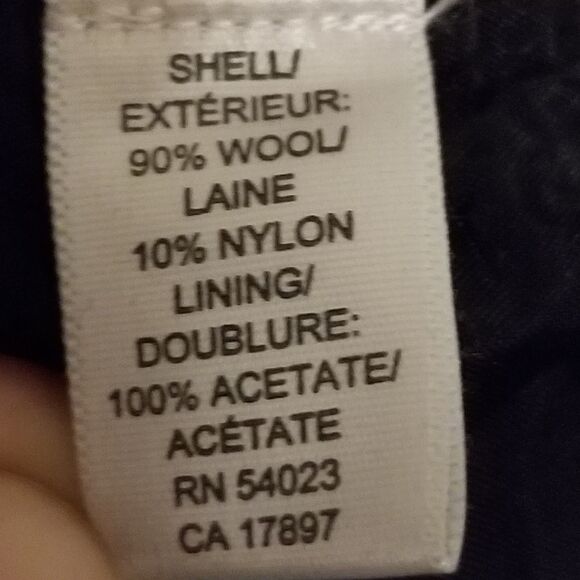 SHELL/
EXTÉRIEUR:
90% WOOL/
LAINE
10% NYLON
LINING/
DOUBLURE:
100% ACETATE/
ACÉTATE
RN 54023
CA 17897